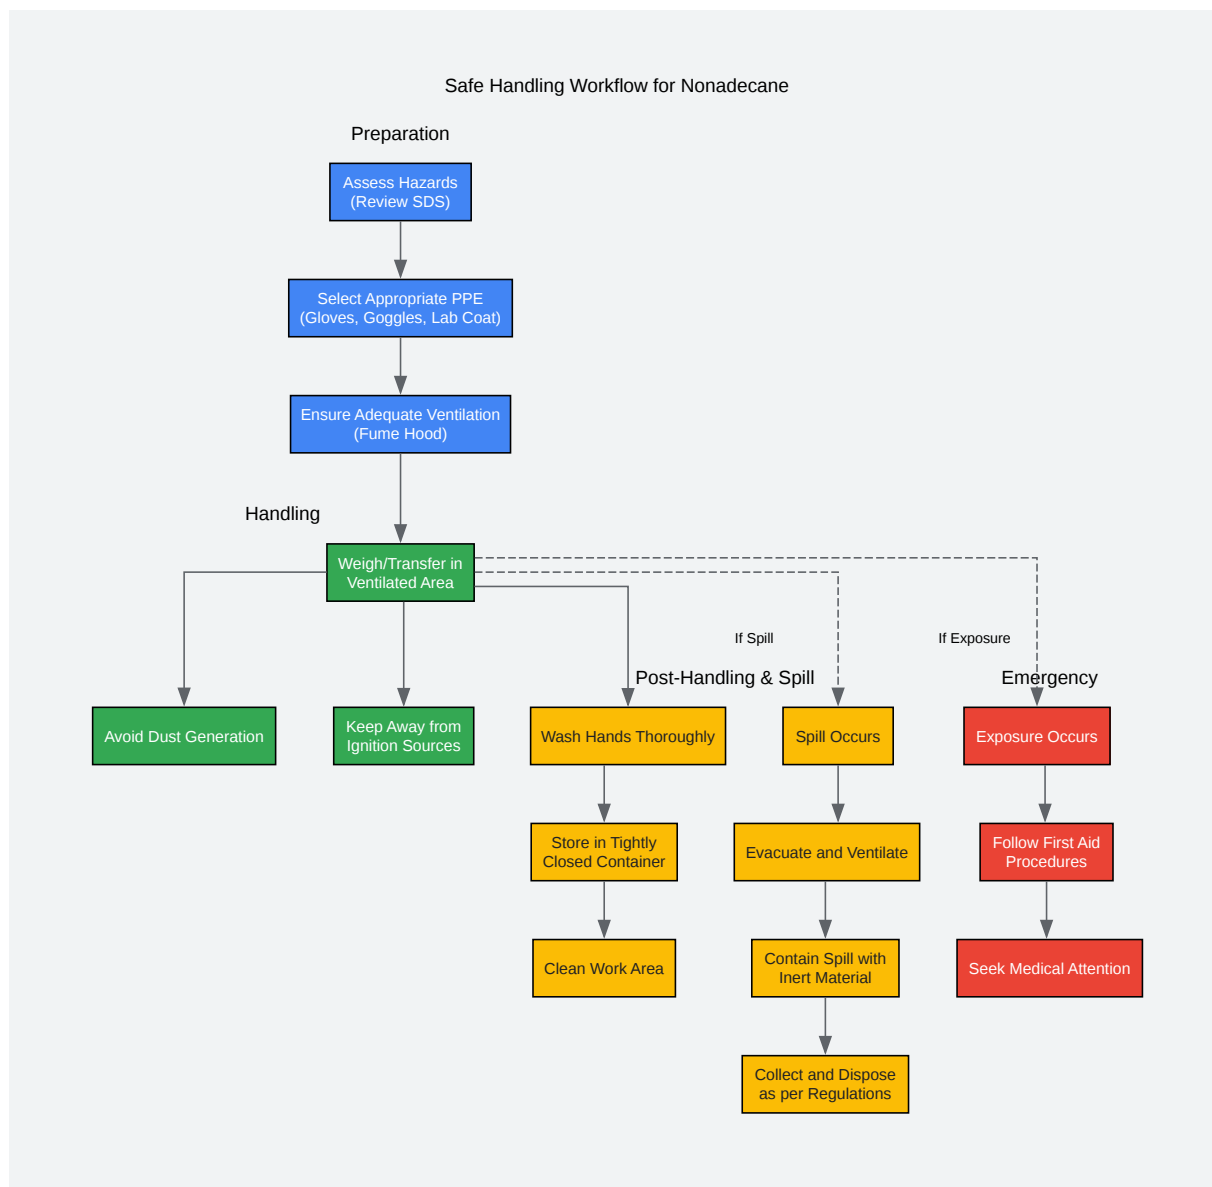 Safe Handling Workflow for Nonadecane
Preparation
Assess Hazards
(Review SDS)
Select Appropriate PPE
(Gloves, Goggles, Lab Coat)
Ensure Adequate Ventilation
(Fume Hood)
Handling
Weigh/Transfer in
Ventilated Area
If Spill
If Exposure
Post-Handling & Spill
Emergency
Avoid Dust Generation
Keep Away from
Ignition Sources
Wash Hands Thoroughly
Spill Occurs
Exposure Occurs
Store in Tightly
Closed Container
Evacuate and Ventilate
Follow First Aid
Procedures
Clean Work Area
Contain Spill with
Inert Material
Seek Medical Attention
Collect and Dispose
as per Regulations